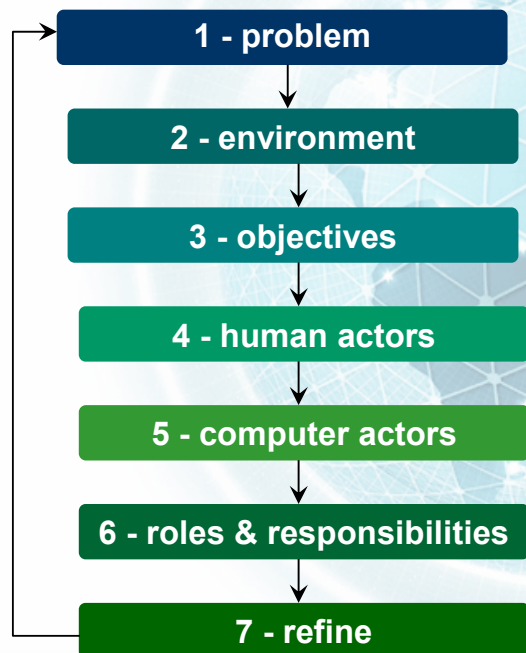 1 - problem
2 - environment
3 - objectives
4 - human actors
5 - computer actors
6 - roles & responsibilities
7 - refine